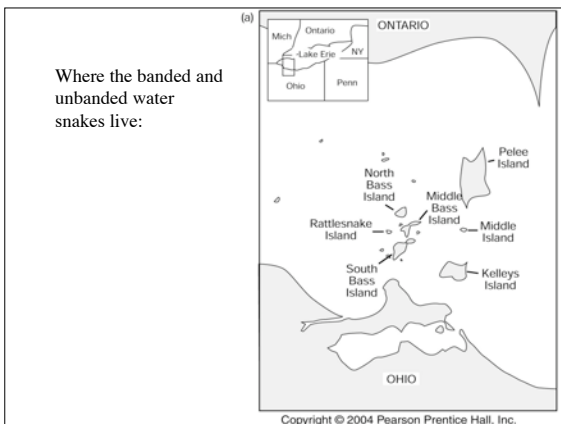 Where the banded and
unbanded water
snakes live:
(a)
ONTARIO
Mich
Ontario
Lake Erie
NY
Ohio
Penn
Pelee
Island
North
Bass
Island
Middle
Bass
Island
Rattlesnake
Island
Middle
Island
South
Bass
Island
Kelleys
Island
OHIO
Copyright © 2004 Pearson Prentice Hall, Inc.